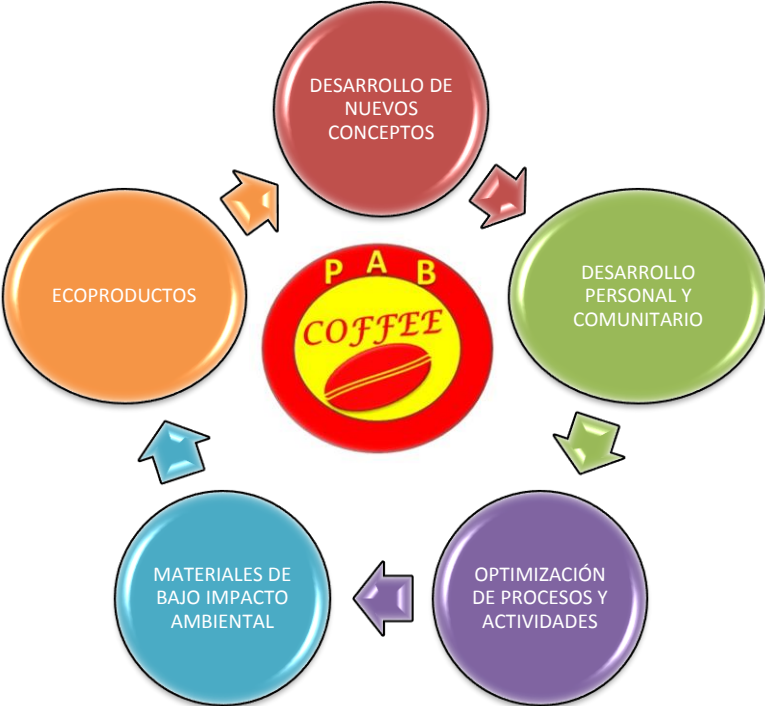 DESARROLLO DE
NUEVOS
CONCEPTOS
DESARROLLO
PERSONAL Y
COMUNITARIO
OPTIMIZACIÓN
DE PROCESOS Y
ACTIVIDADES
MATERIALES DE
BAJO IMPACTO
AMBIENTAL
ECOPRODUCTOS
P A B
COFFEE